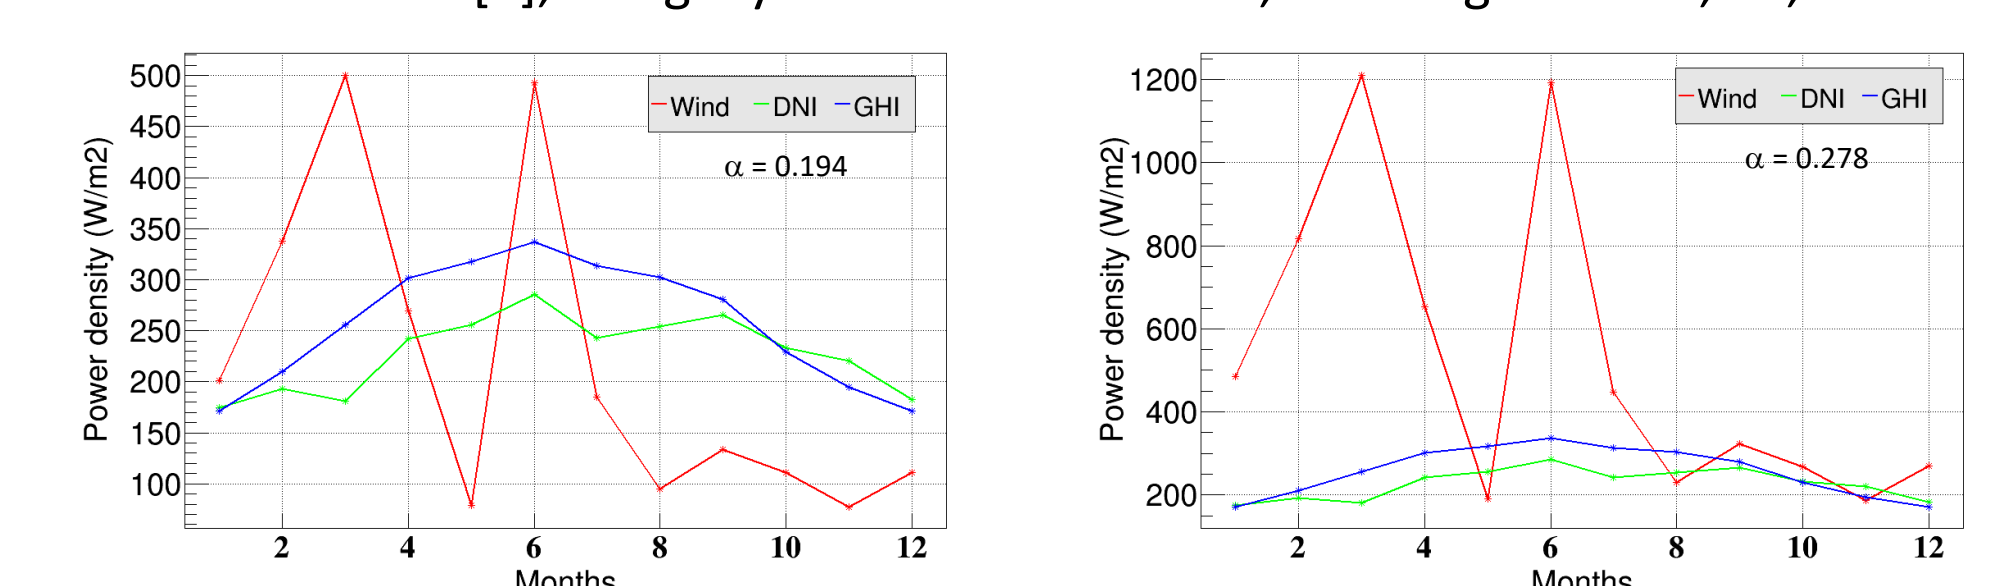 500
450
400
350
300
250
200
150
100
Power density (W/m2)
Wind DNI GHI
α = 0.194
2 4 6 8 10 12
Months
1200
1000
800
600
400
200
Power density (W/m2)
Wind DNI GHI
α = 0.278
2 4 6 8 10 12
Months